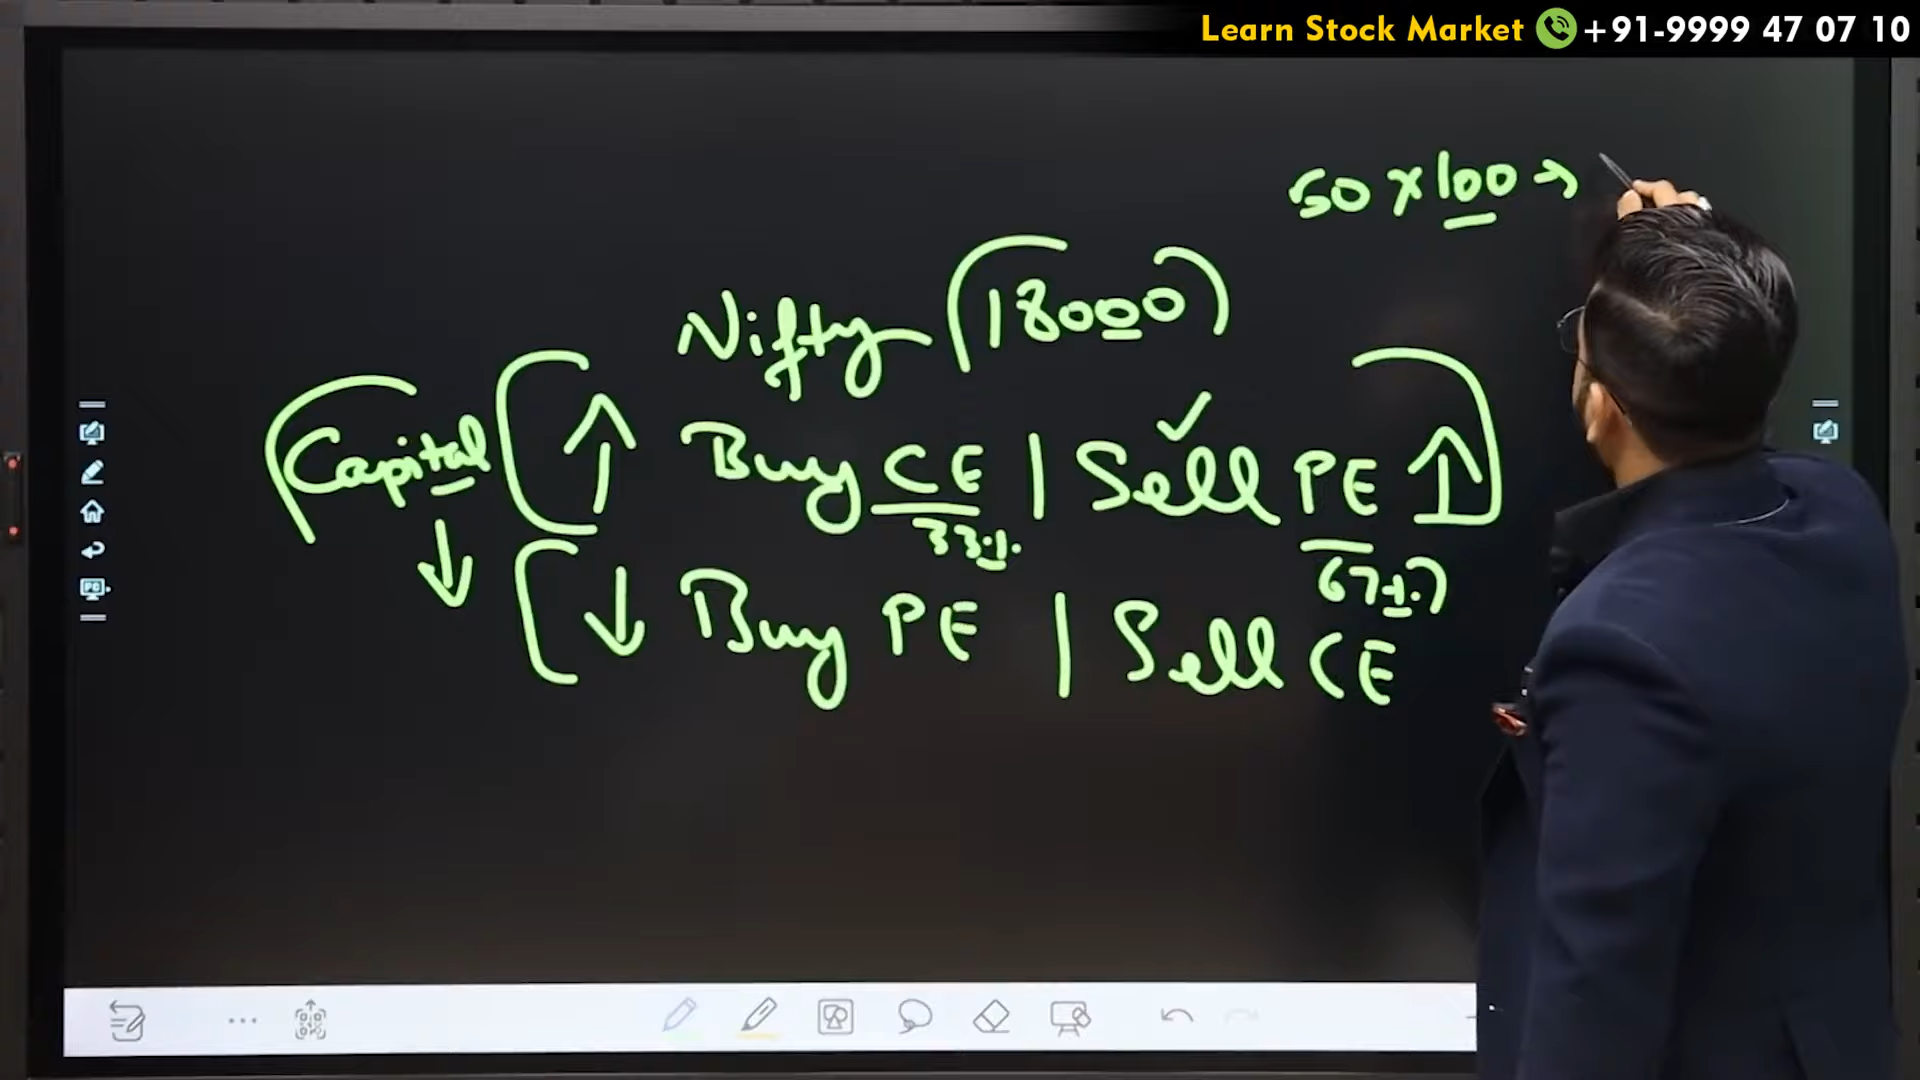 Learn Stock Market +91-9999 47 07 10
50 x 100 →
Nifty (18000)
Capital ↑ Buy CE | Sell PE ↑
33% 67%
↓ ↓ Buy PE | Sell CE
PC